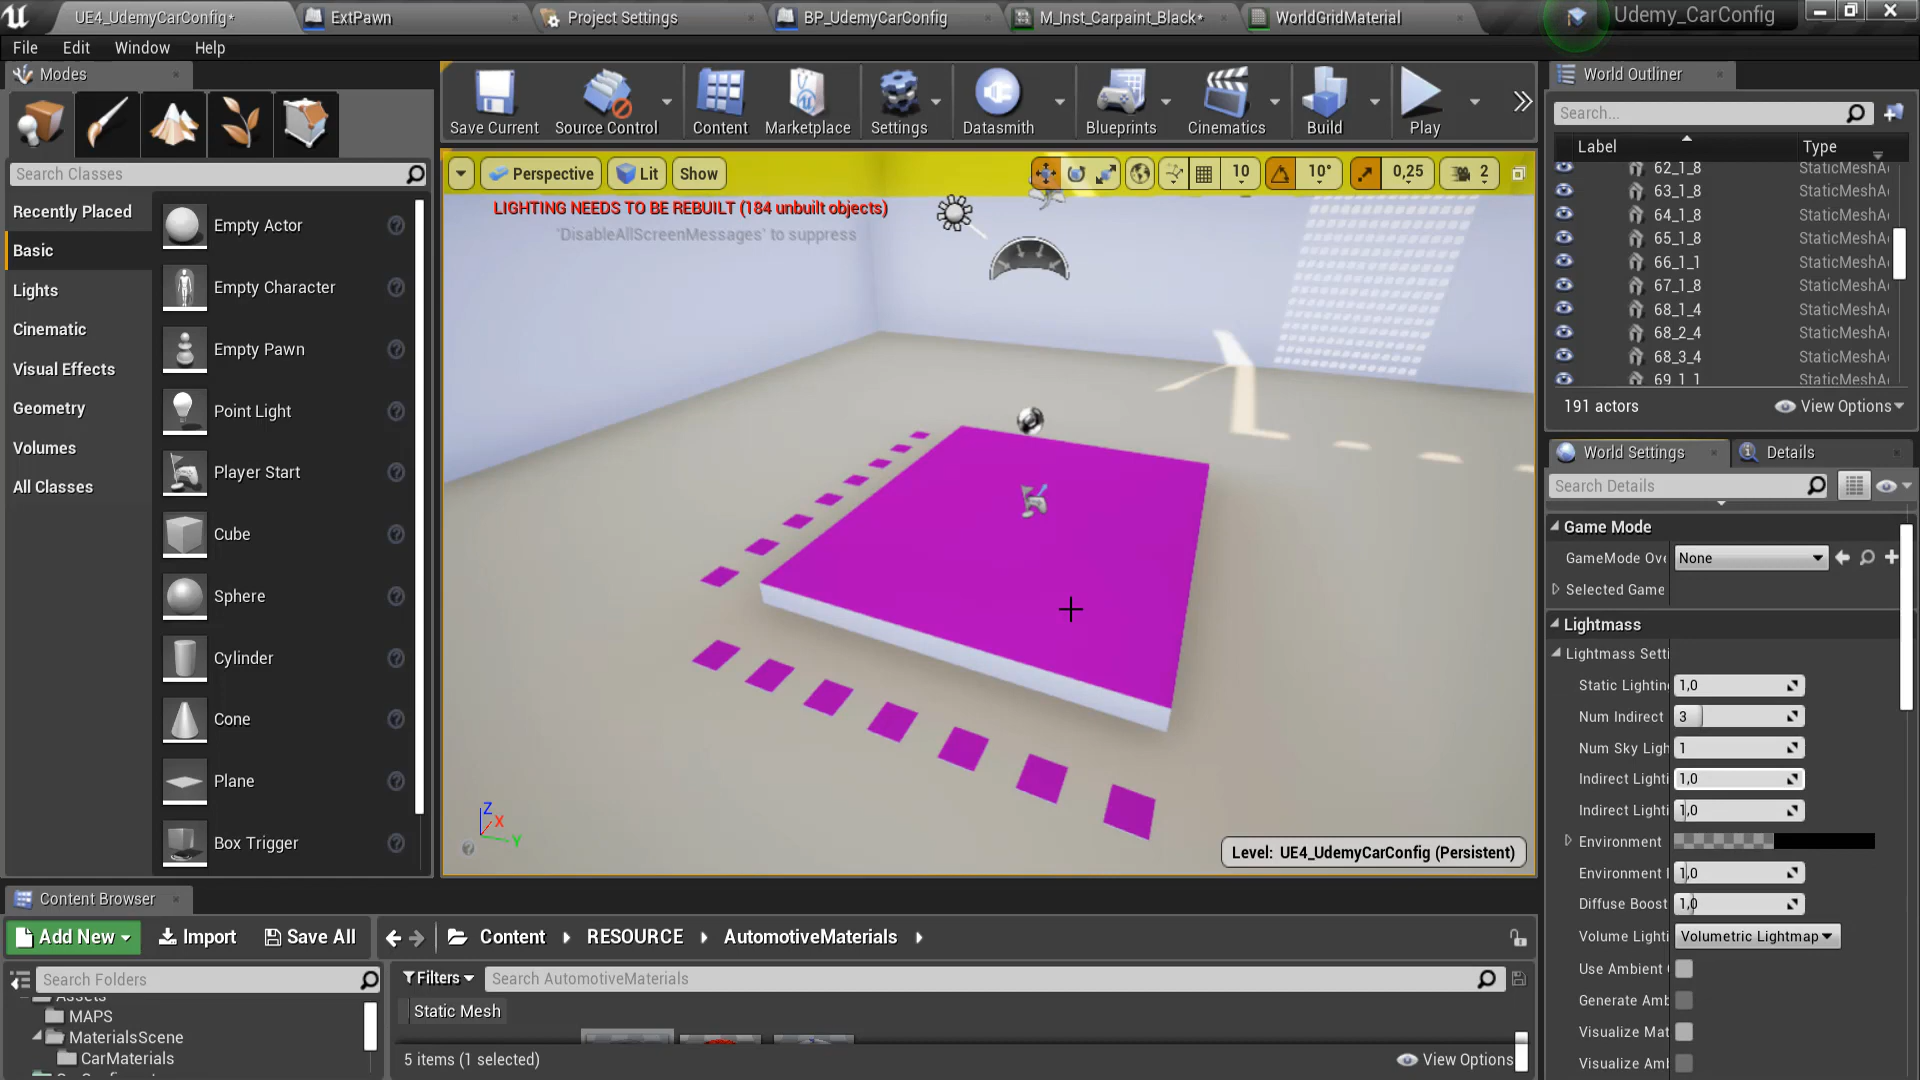 UE4_UdemyCarConfig*
ExtPawn
Project Settings
BP_UdemyCarConfig
M_Inst_Carpaint_Black*
WorldGridMaterial
Udemy_CarConfig
File
Edit
Window
Help
Modes
Search Classes
Recently Placed
Basic
Lights
Cinematic
Visual Effects
Geometry
Volumes
All Classes
Empty Actor
Empty Character
Empty Pawn
Point Light
Player Start
Cube
Sphere
Cylinder
Cone
Plane
Box Trigger
Save Current
Source Control
Content
Marketplace
Settings
Datasmith
Blueprints
Cinematics
Build
Play
Perspective
Lit
Show
10
10°
0,25
2
LIGHTING NEEDS TO BE REBUILT (184 unbuilt objects)
'DisableAllScreenMessages' to suppress
Z
X
Y
Level: UE4_UdemyCarConfig (Persistent)
World Outliner
Search...
Label
Type
62_1_8 StaticMeshA
63_1_8 StaticMeshA
64_1_8 StaticMeshA
65_1_8 StaticMeshA
66_1_1 StaticMeshA
67_1_8 StaticMeshA
68_1_4 StaticMeshA
68_2_4 StaticMeshA
68_3_4 StaticMeshA
69_1_1 StaticMeshA
191 actors
View Options
World Settings
Details
Search Details
Game Mode
GameMode Ov None
Selected Game
Lightmass
Lightmass Setti
Static Lightin 1,0
Num Indirect 3
Num Sky Ligh 1
Indirect Lighti 1,0
Indirect Lighti 1,0
Environment
Environment 1,0
Diffuse Boost 1,0
Volume Lighti Volumetric Lightmap
Use Ambient
Generate Amb
Visualize Mat
Visualize Amb
Content Browser
Add New
Import
Save All
Content
RESOURCE
AutomotiveMaterials
Search Folders
Filters
Search AutomotiveMaterials
Assets
MAPS
MaterialsScene
CarMaterials
Static Mesh
5 items (1 selected)
View Options